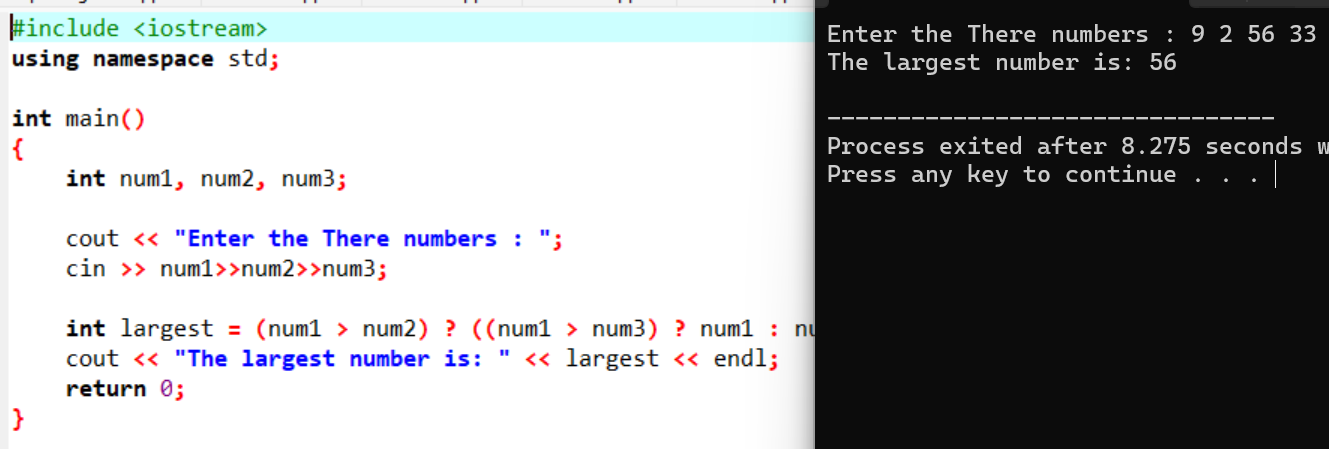 #include <iostream>
using namespace std;
int main()
{
int num1, num2, num3;
cout << "Enter the There numbers : ";
cin >> num1>>num2>>num3;
int largest = (num1 > num2) ? ((num1 > num3) ? num1 :
cout << "The largest number is: " << largest << endl;
return 0;
}
Enter the There numbers : 9 2 56 33
The largest number is: 56
--------------------------------
Process exited after 8.275 seconds
Press any key to continue . . .